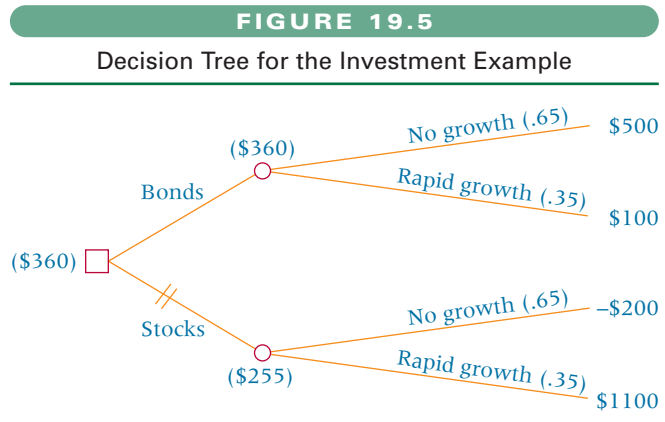 FIGURE 19.5
Decision Tree for the Investment Example
No growth (.65)
$500
($360)
Rapid growth (.35)
Bonds
$100
($360)
No growth (.65)
–$200
Stocks
Rapid growth (.35)
($255)
$1100